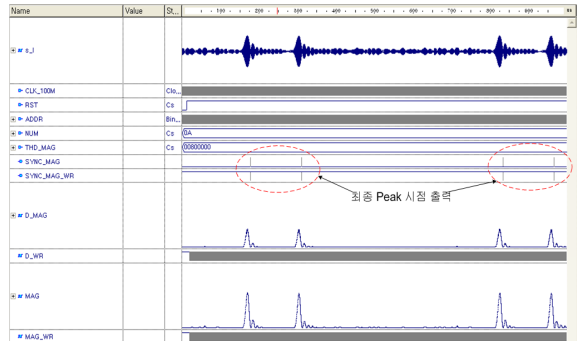 Name Value St... 100 200 300 400 500 600 700 800 900
s_I
CLK_100M Clo...
RST Cs
ADDR Bin...
NUM Cs 0A
THD_MAG Cs 00800000
SYNC_MAG
SYNC_MAG_WR
최종 Peak 시점 출력
D_MAG
D_WR
MAG
MAG_WR